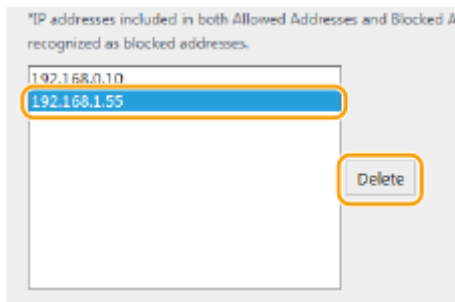 *IP addresses included in both Allowed Addresses and Blocked A
recognized as blocked addresses.
192.168.0.10
192.168.1.55
Delete